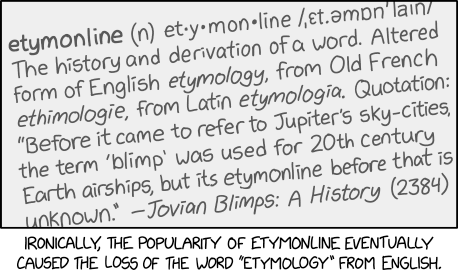 etymonline (n) et•y•mon•line /ˌɛt.əmɒnˈlaɪn/
The history and derivation of a word. Altered
form of English etymology, from Old French
ethimologie, from Latin etymologia. Quotation:
"Before it came to refer to Jupiter's sky-cities,
the term 'blimp' was used for 20th century
Earth airships, but its etymonline before that is
unknown." —Jovian Blimps: A History (2384)
Ironically, the popularity of etymonline eventually
caused the loss of the word "etymology" from English.